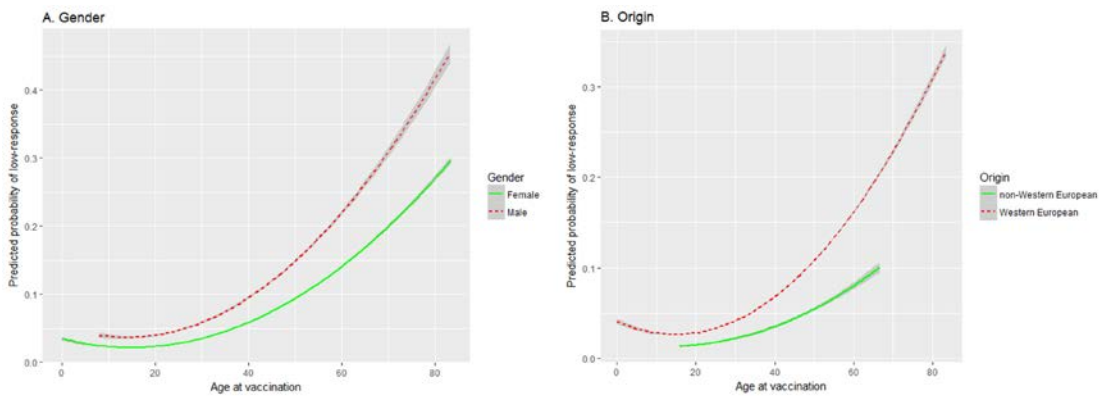 A. Gender
Predicted probability of low-response
0.4
0.3
0.2
0.1
0.0
0
20
40
60
80
Age at vaccination
Gender
Female
Male
B. Origin
Predicted probability of low-response
0.3
0.2
0.1
0.0
0
20
40
60
80
Age at vaccination
Origin
non-Western European
Western European